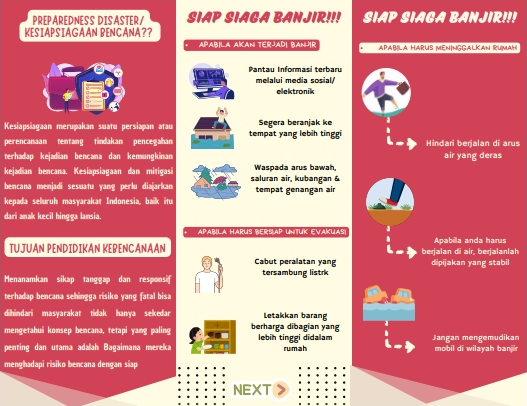 PREPAREDNESS DISASTER/
KESIAPSIAGAAN BENCANA??
Kesiapsiagaan merupakan suatu persiapan atau
perencanaan tentang tindakan pencegahan
terhadap kejadian bencana dan kemungkinan
kejadian bencana. Kesiapsiagaan dan mitigasi
bencana menjadi sesuatu yang perlu diajarkan
kepada seluruh masyarakat Indonesia, baik itu
dari anak kecil hingga lansia.
TUJUAN PENDIDIKAN KEBENCANAAN
Menanamkan sikap tanggap dan responsif
terhadap bencana sehingga risiko yang fatal bisa
dihindari masyarakat tidak hanya sekedar
mengetahui konsep bencana, tetapi yang paling
penting dan utama adalah Bagaimana mereka
menghadapi risiko bencana dengan siap
SIAP SIAGA BANJIR!!!
APABILA AKAN TERJADI BANJIR
Pantau Informasi terbaru
melalui media sosial/
elektronik
Segera beranjak ke
tempat yang lebih tinggi
Waspada arus bawah,
saluran air, kubangan &
tempat genangan air
APABILA HARUS BERSIAP UNTUK EVAKUASI
Cabut peralatan yang
tersambung listrk
Letakkan barang
berharga dibagian yang
lebih tinggi didalam
rumah
NEXT
SIAP SIAGA BANJIR!!!
APABILA HARUS MENINGGALKAN RUMAH
Hindari berjalan di arus
air yang deras
Apabila anda harus
berjalan di air, berjalanlah
dipijakan yang stabil
Jangan mengemudikan
mobil di wilayah banjir